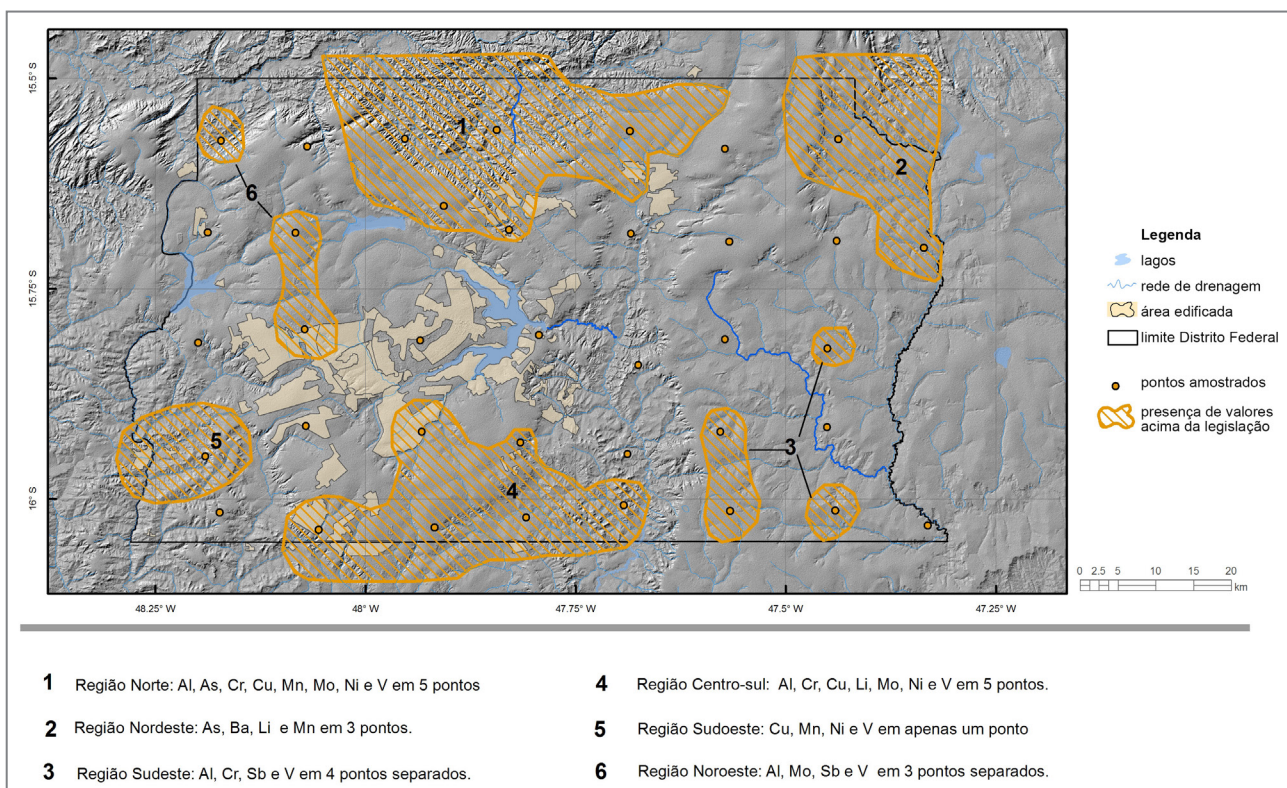 15.5° S
15.75° S
16° S
48.25° W
48° W
47.75° W
47.5° W
47.25° W
1
2
6
3
5
4
Legenda
lagos
rede de drenagem
área edificada
limite Distrito Federal
pontos amostrados
presença de valores
acima da legislação
0 2.5 5 10 15 20
km
1 Região Norte: Al, As, Cr, Cu, Mn, Mo, Ni e V em 5 pontos
2 Região Nordeste: As, Ba, Li e Mn em 3 pontos.
3 Região Sudeste: Al, Cr, Sb e V em 4 pontos separados.
4 Região Centro-sul: Al, Cr, Cu, Li, Mo, Ni e V em 5 pontos.
5 Região Sudoeste: Cu, Mn, Ni e V em apenas um ponto
6 Região Noroeste: Al, Mo, Sb e V em 3 pontos separados.